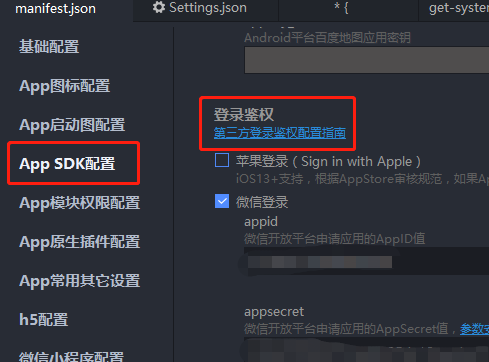 manifest.json
Settings.json
* {
get-system
基础配置
App图标配置
App启动图配置
App SDK配置
App模块权限配置
App原生插件配置
App常用其它设置
h5配置
微信小程序配置
Android平台百度地图应用密钥
登录鉴权
第三方登录鉴权配置指南
苹果登录 ( Sign in with Apple )
iOS13+支持，根据AppStore审核规范，如果Ap
微信登录
appid
微信开放平台申请应用的AppID值
appsecret
微信开放平台申请应用的AppSecret值，参数安